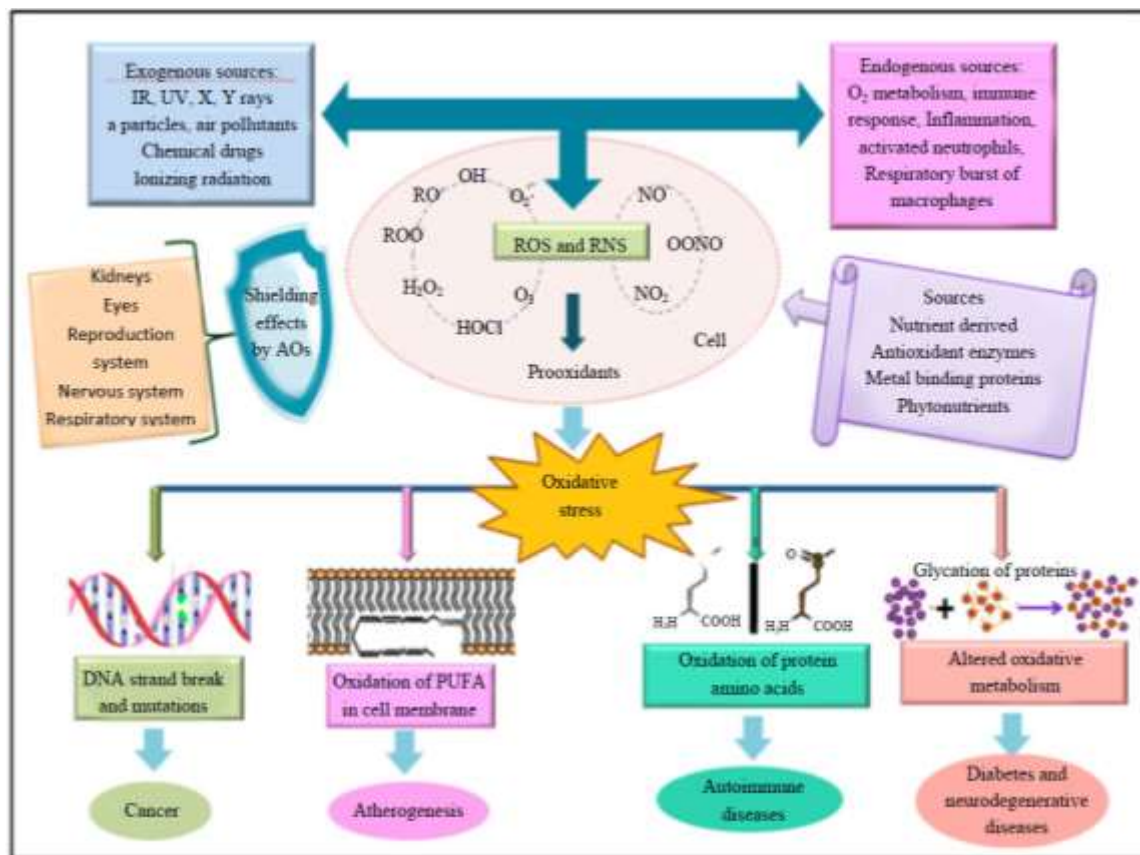 Exogenous sources:
IR, UV, X, Y rays
a particles, air pollutants
Chemical drugs
Ionizing radiation
Endogenous sources:
O₂ metabolism, immune
response, Inflammation,
activated neutrophils,
Respiratory burst of
macrophages
OH
RO
O₂⁻
ROO
H₂O₂
HOCl
O₃
ROS and RNS
NO
OONO
NO₂
Cell
Prooxidants
Kidneys
Eyes
Reproduction
system
Nervous system
Respiratory system
Shielding
effects
by AOs
Sources
Nutrient derived
Antioxidant enzymes
Metal binding proteins
Phytonutrients
Oxidative
stress
O
H₂H
COOH
H₂H
COOH
Glycation of proteins
+
DNA strand break
and mutations
Oxidation of PUFA
in cell membrane
Oxidation of protein
amino acids
Altered oxidative
metabolism
Cancer
Atherogenesis
Autoimmune
diseases
Diabetes and
neurodegenerative
diseases